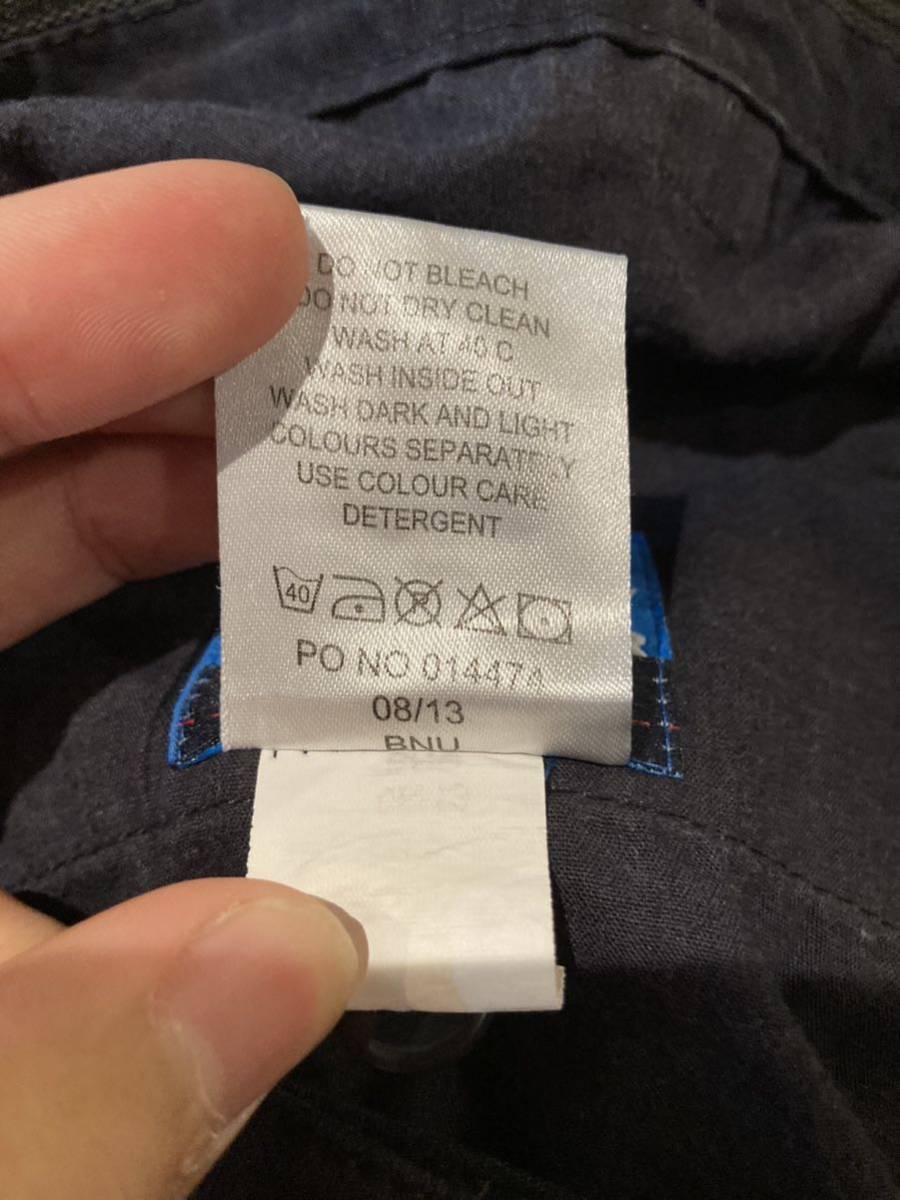 DO NOT BLEACH
DO NOT DRY CLEAN
WASH AT 40 C
WASH INSIDE OUT
WASH DARK AND LIGHT
COLOURS SEPARATELY
USE COLOUR CARE
DETERGENT
40 P
PO NO 014474
08/13
BNU
R